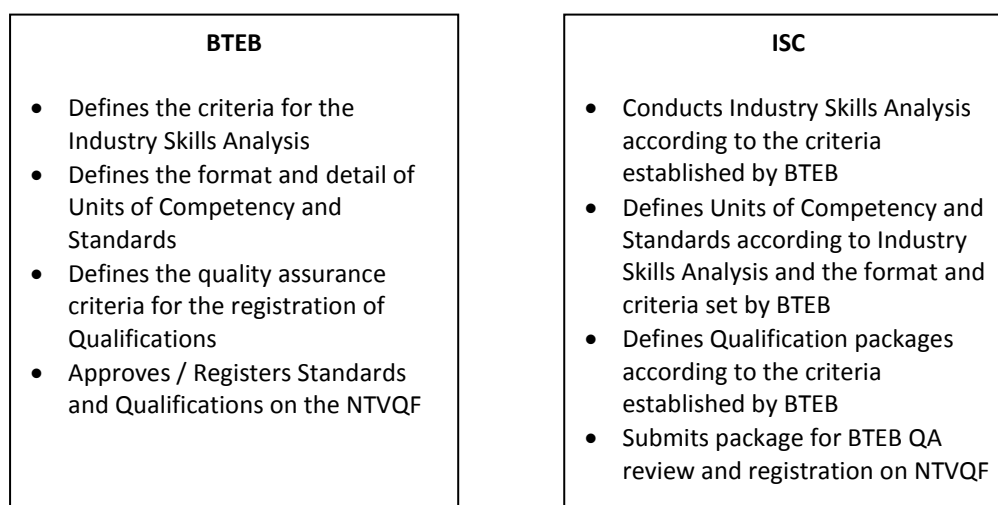 BTEB
• Defines the criteria for the
Industry Skills Analysis
• Defines the format and detail of
Units of Competency and
Standards
• Defines the quality assurance
criteria for the registration of
Qualifications
• Approves / Registers Standards
and Qualifications on the NTVQF
ISC
• Conducts Industry Skills Analysis
according to the criteria
established by BTEB
• Defines Units of Competency and
Standards according to Industry
Skills Analysis and the format and
criteria set by BTEB
• Defines Qualification packages
according to the criteria
established by BTEB
• Submits package for BTEB QA
review and registration on NTVQF